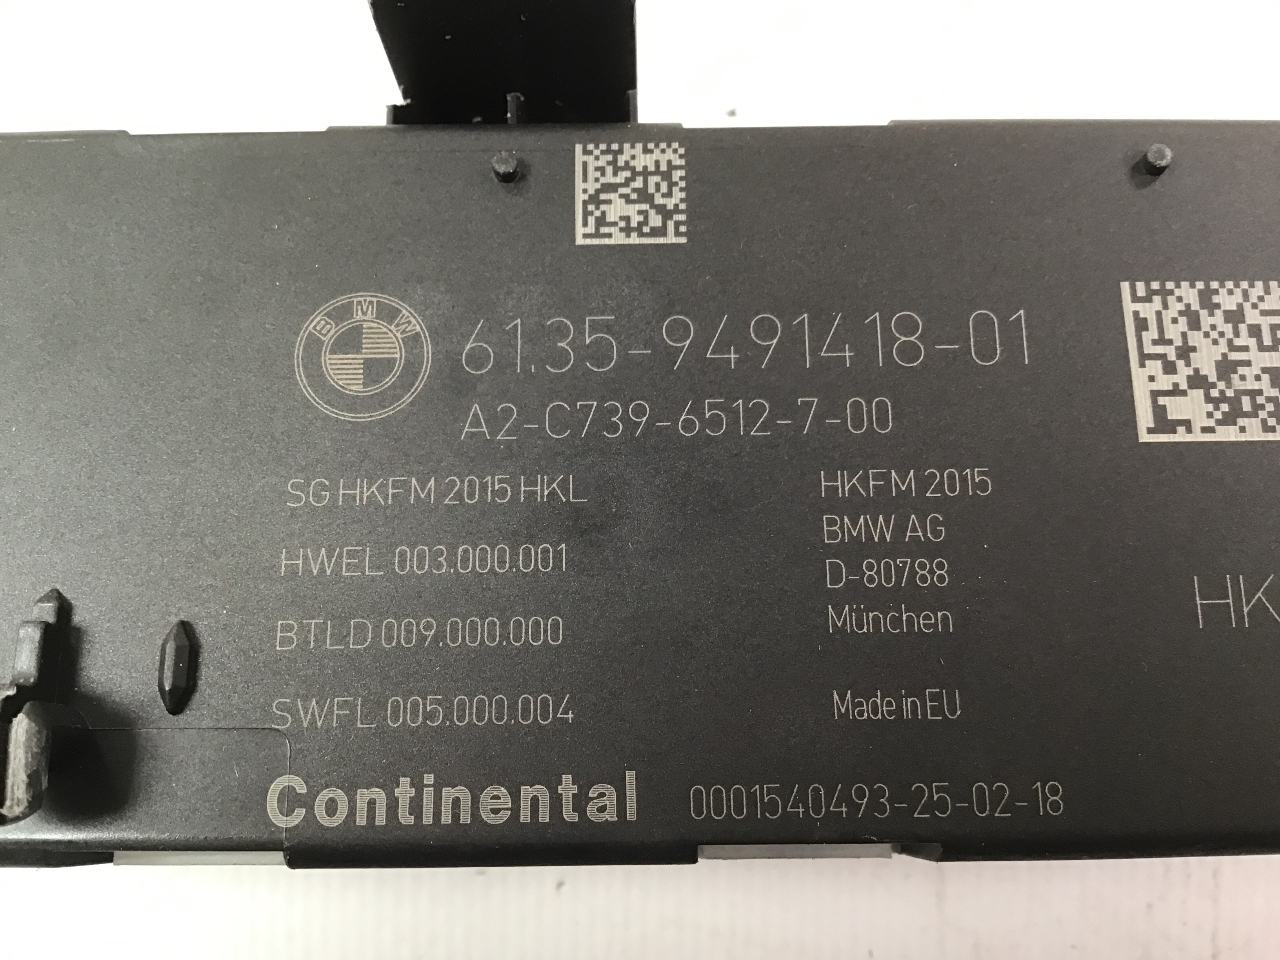 BMW
61.35-9491418-01
A2-C739-6512-7-00
SG HKFM 2015 HKL
HWEL 003.000.001
BTLD 009.000.000
SWFL 005.000.004
HKFM 2015
BMW AG
D-80788
München
Made in EU
HK
Continental
0001540493-25-02-18